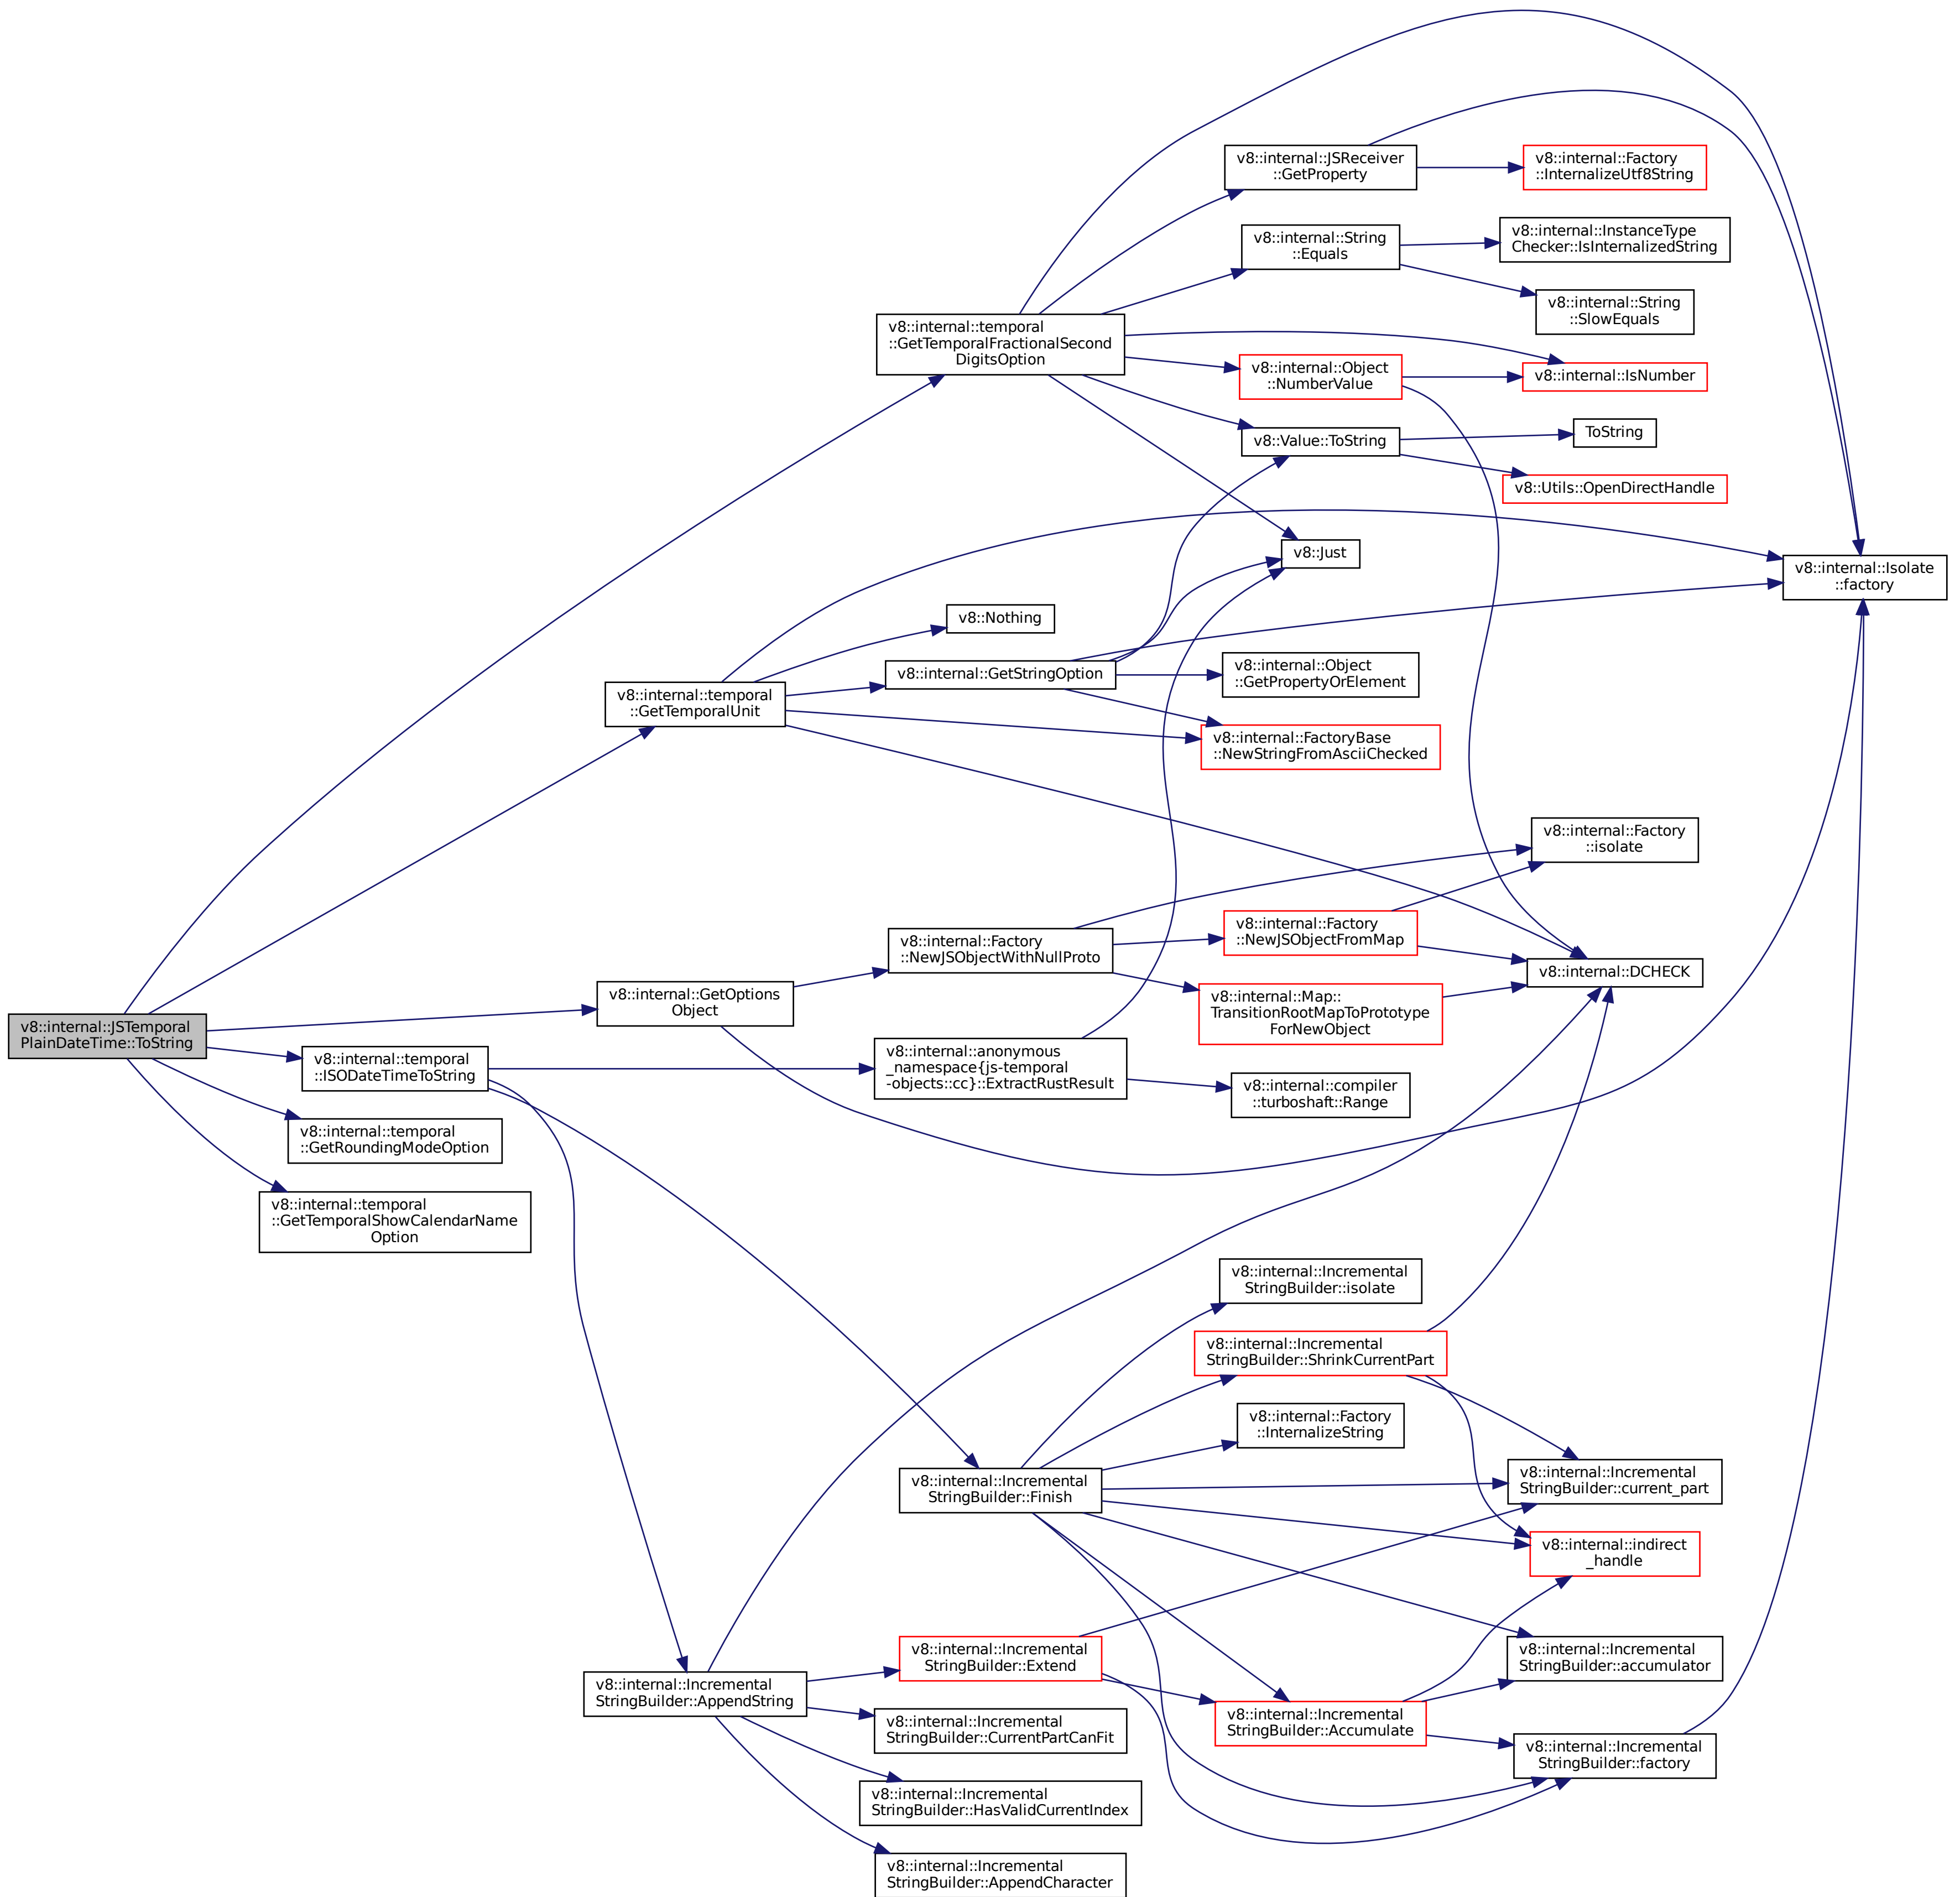 v8::internal::JSTemporal
PlainDateTime::ToString
v8::internal::temporal
::GetTemporalFractionalSecond
DigitsOption
v8::internal::JSReceiver
::GetProperty
v8::internal::Factory
::InternalizeUtf8String
v8::internal::String
::Equals
v8::internal::InstanceType
Checker::IsInternalizedString
v8::internal::String
::SlowEquals
v8::internal::Object
::NumberValue
v8::internal::IsNumber
v8::Value::ToString
ToString
v8::Utils::OpenDirectHandle
v8::Just
v8::internal::Isolate
::factory
v8::Nothing
v8::internal::temporal
::GetTemporalUnit
v8::internal::GetStringOption
v8::internal::Object
::GetPropertyOrElement
v8::internal::FactoryBase
::NewStringFromAsciiChecked
v8::internal::Factory
::isolate
v8::internal::Factory
::NewJSObjectWithNullProto
v8::internal::Factory
::NewJSObjectFromMap
v8::internal::DCHECK
v8::internal::GetOptions
Object
v8::internal::Map::
TransitionRootMapToPrototype
ForNewObject
v8::internal::temporal
::ISODateTimeToString
v8::internal::anonymous
_namespace{js-temporal
-objects::cc}::ExtractRustResult
v8::internal::compiler
::turboshaft::Range
v8::internal::temporal
::GetRoundingModeOption
v8::internal::temporal
::GetTemporalShowCalendarName
Option
v8::internal::Incremental
StringBuilder::isolate
v8::internal::Incremental
StringBuilder::ShrinkCurrentPart
v8::internal::Factory
::InternalizeString
v8::internal::Incremental
StringBuilder::Finish
v8::internal::Incremental
StringBuilder::current_part
v8::internal::indirect
_handle
v8::internal::Incremental
StringBuilder::Extend
v8::internal::Incremental
StringBuilder::accumulator
v8::internal::Incremental
StringBuilder::AppendString
v8::internal::Incremental
StringBuilder::Accumulate
v8::internal::Incremental
StringBuilder::CurrentPartCanFit
v8::internal::Incremental
StringBuilder::factory
v8::internal::Incremental
StringBuilder::HasValidCurrentIndex
v8::internal::Incremental
StringBuilder::AppendCharacter